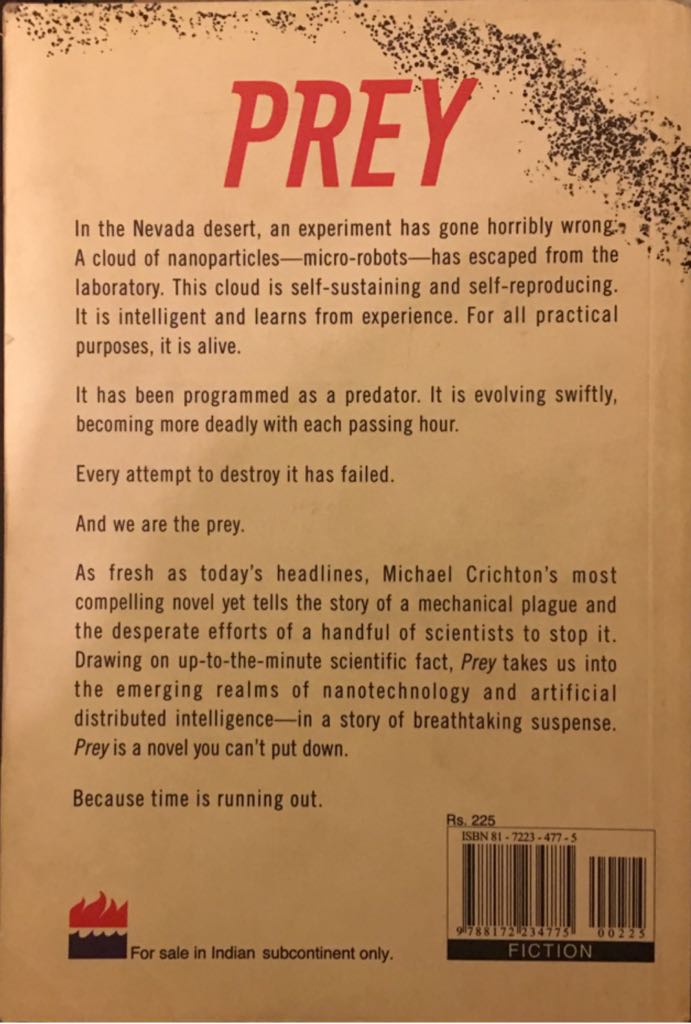 PREY
In the Nevada desert, an experiment has gone horribly wrong.
A cloud of nanoparticles—micro-robots—has escaped from the
laboratory. This cloud is self-sustaining and self-reproducing.
It is intelligent and learns from experience. For all practical
purposes, it is alive.
It has been programmed as a predator. It is evolving swiftly,
becoming more deadly with each passing hour.
Every attempt to destroy it has failed.
And we are the prey.
As fresh as today's headlines, Michael Crichton's most
compelling novel yet tells the story of a mechanical plague and
the desperate efforts of a handful of scientists to stop it.
Drawing on up-to-the-minute scientific fact, Prey takes us into
the emerging realms of nanotechnology and artificial
distributed intelligence—in a story of breathtaking suspense.
Prey is a novel you can't put down.
Because time is running out.
Rs. 225
ISBN 81-7223-477-5
9 788172 234775
00225
FICTION
For sale in Indian subcontinent only.